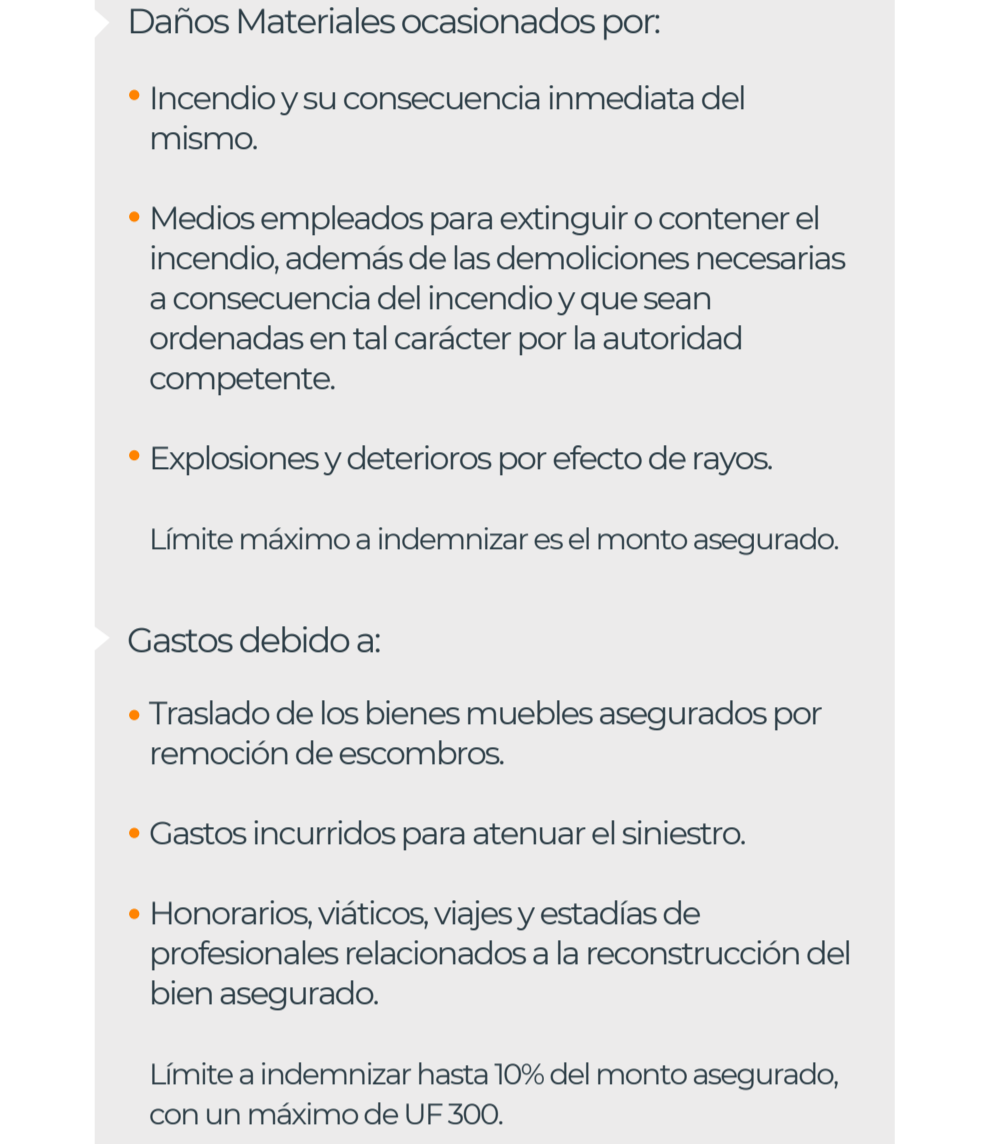 Daños Materiales ocasionados por:
• Incendio y su consecuencia inmediata del
mismo.
• Medios empleados para extinguir o contener el
incendio, además de las demoliciones necesarias
a consecuencia del incendio y que sean
ordenadas en tal carácter por la autoridad
competente.
• Explosiones y deterioros por efecto de rayos.
Límite máximo a indemnizar es el monto asegurado.
Gastos debido a:
• Traslado de los bienes muebles asegurados por
remoción de escombros.
• Gastos incurridos para atenuar el siniestro.
• Honorarios, viáticos, viajes y estadías de
profesionales relacionados a la reconstrucción del
bien asegurado.
Límite a indemnizar hasta 10% del monto asegurado,
con un máximo de UF 300.